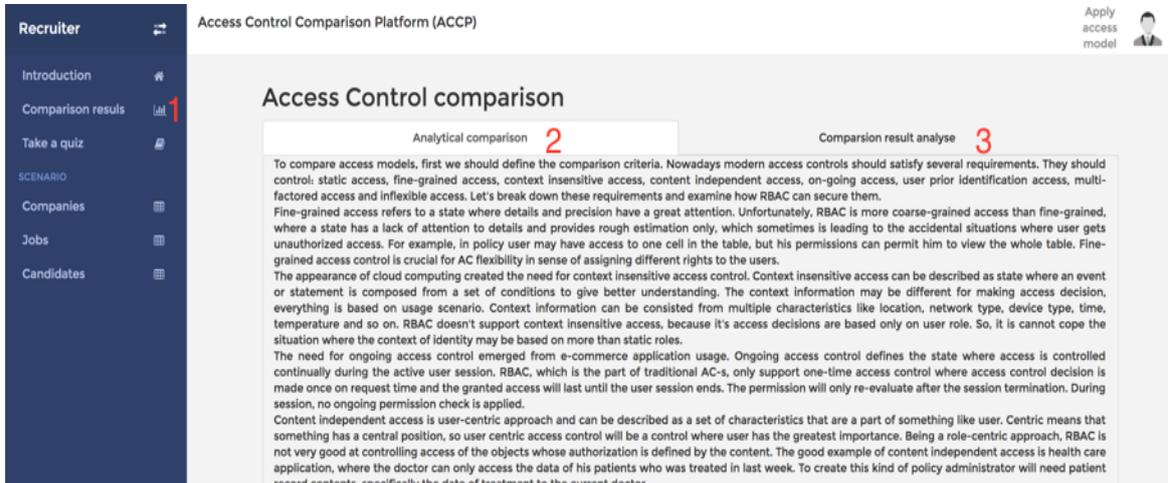 Recruiter
Access Control Comparison Platform (ACCP)
Apply
access
model
Introduction
Comparison resuls
1
Take a quiz
SCENARIO
Companies
Jobs
Candidates
Access Control comparison
Analytical comparison
2
Comparsion result analyse
3
To compare access models, first we should define the comparison criteria. Nowadays modern access controls should satisfy several requirements. They should
control: static access, fine-grained access, context insensitive access, content independent access, on-going access, user prior identification access, multi-
factored access and inflexible access. Let's break down these requirements and examine how RBAC can secure them.
Fine-grained access refers to a state where details and precision have a great attention. Unfortunately, RBAC is more coarse-grained access than fine-grained,
where a state has a lack of attention to details and provides rough estimation only, which sometimes is leading to the accidental situations where user gets
unauthorized access. For example, in policy user may have access to one cell in the table, but his permissions can permit him to view the whole table. Fine-
grained access control is crucial for AC flexibility in sense of assigning different rights to the users.
The appearance of cloud computing created the need for context insensitive access control. Context insensitive access can be described as state where an event
or statement is composed from a set of conditions to give better understanding. The context information may be different for making access decision,
everything is based on usage scenario. Context information can be consisted from multiple characteristics like location, network type, device type, time,
temperature and so on. RBAC doesn't support context insensitive access, because it's access decisions are based only on user role. So, it is cannot cope the
situation where the context of identity may be based on more than static roles.
The need for ongoing access control emerged from e-commerce application usage. Ongoing access control defines the state where access is controlled
continually during the active user session. RBAC, which is the part of traditional AC-s, only support one-time access control where access control decision is
made once on request time and the granted access will last until the user session ends. The permission will only re-evaluate after the session termination. During
session, no ongoing permission check is applied.
Content independent access is user-centric approach and can be described as a set of characteristics that are a part of something like user. Centric means that
something has a central position, so user centric access control will be a control where user has the greatest importance. Being a role-centric approach, RBAC is
not very good at controlling access of the objects whose authorization is defined by the content. The good example of content independent access is health care
application, where the doctor can only access the data of his patients who was treated in last week. To create this kind of policy administrator will need patient
record contents, specifically the date of treatment to the current doctor.